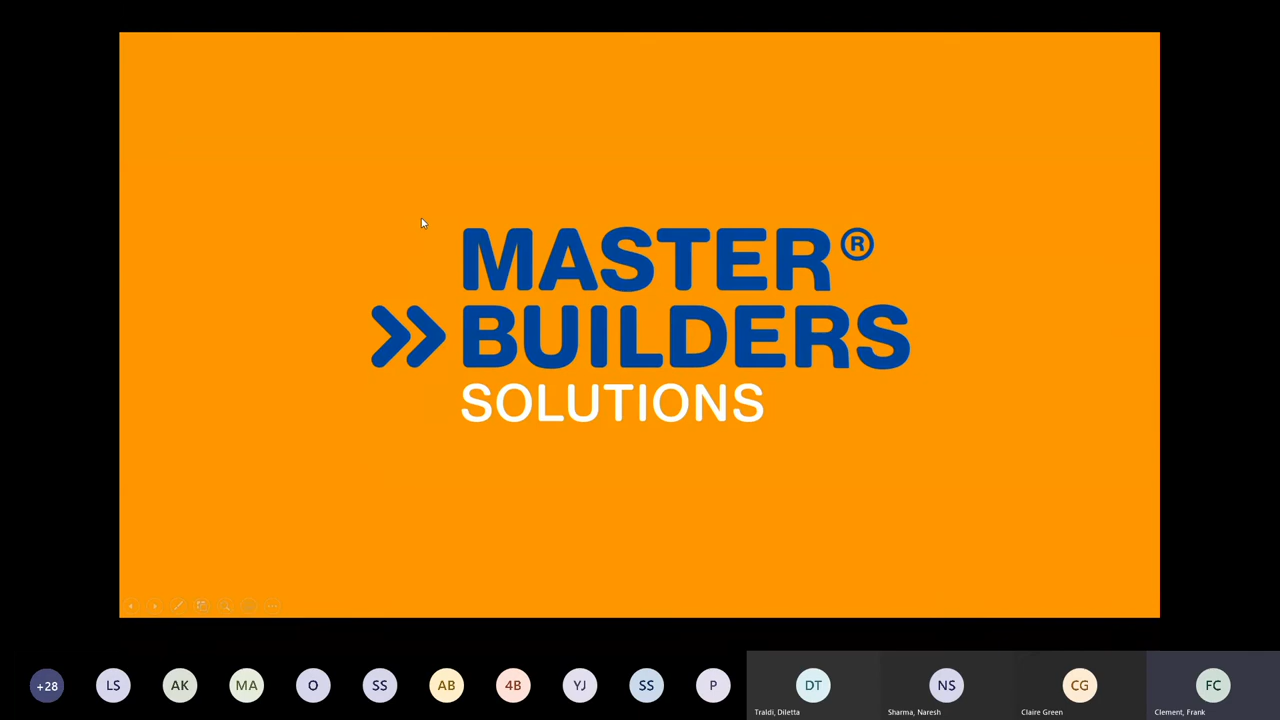 MASTER®
BUILDERS
SOLUTIONS
+28
LS
AK
MA
O
SS
AB
4B
YJ
SS
P
DT
NS
CG
FC
Traldi, Diletta
Sharma, Naresh
Claire Green
Clement, Frank